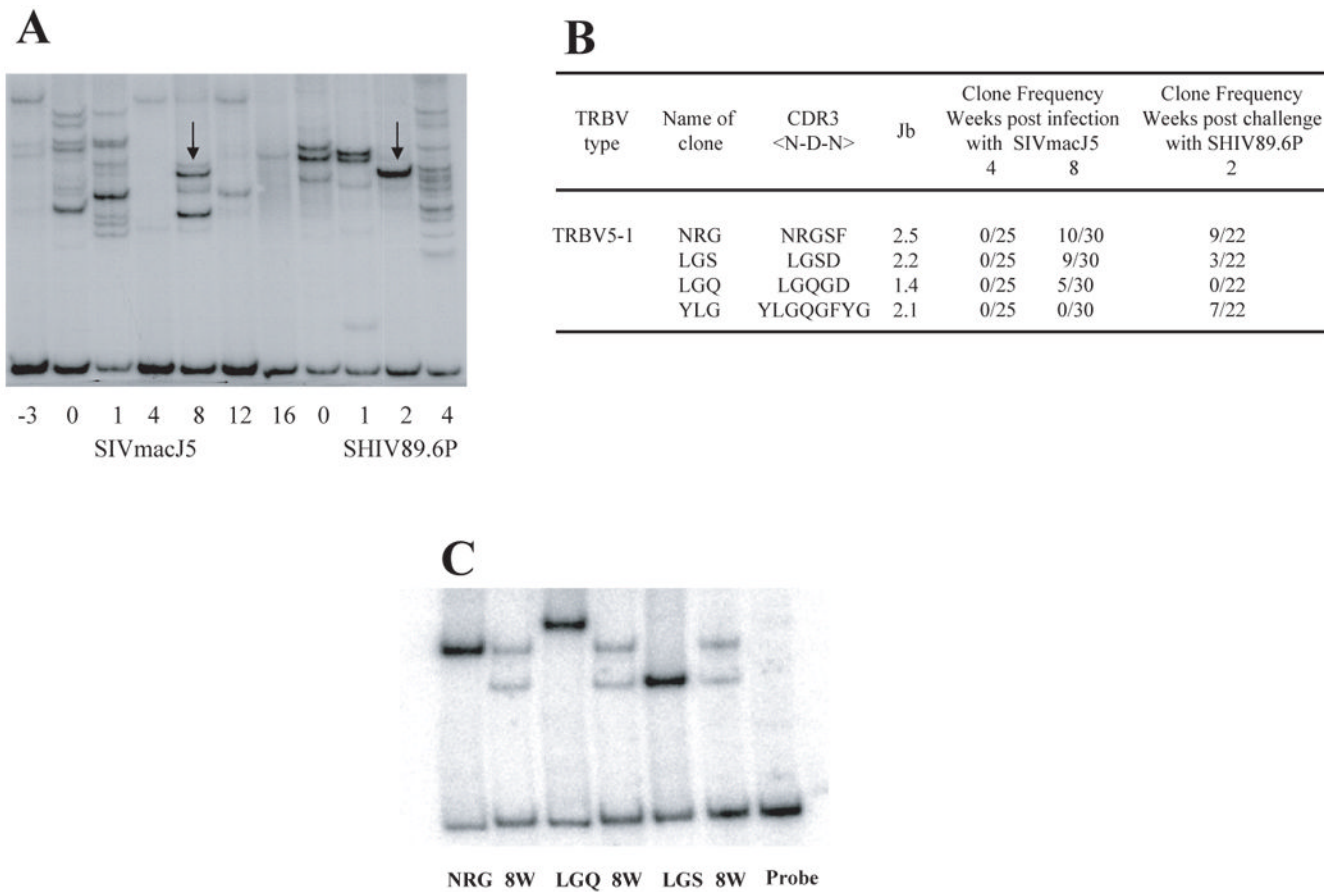 A
-3 0 1 4 8 12 16 0 1 2 4
SIVmacJ5 SHIV89.6P
B
TRBV type Name of clone CDR3 <N-D-N> Jb Clone Frequency Weeks post infection with SIVmacJ5 Clone Frequency Weeks post challenge with SHIV89.6P
4 8 2
TRBV5-1 NRG NRGSF 2.5 0/25 10/30 9/22
LGS LGSD 2.2 0/25 9/30 3/22
LGQ LGQGD 1.4 0/25 5/30 0/22
YLG YLGQGFYG 2.1 0/25 0/30 7/22
C
NRG 8W LGQ 8W LGS 8W Probe